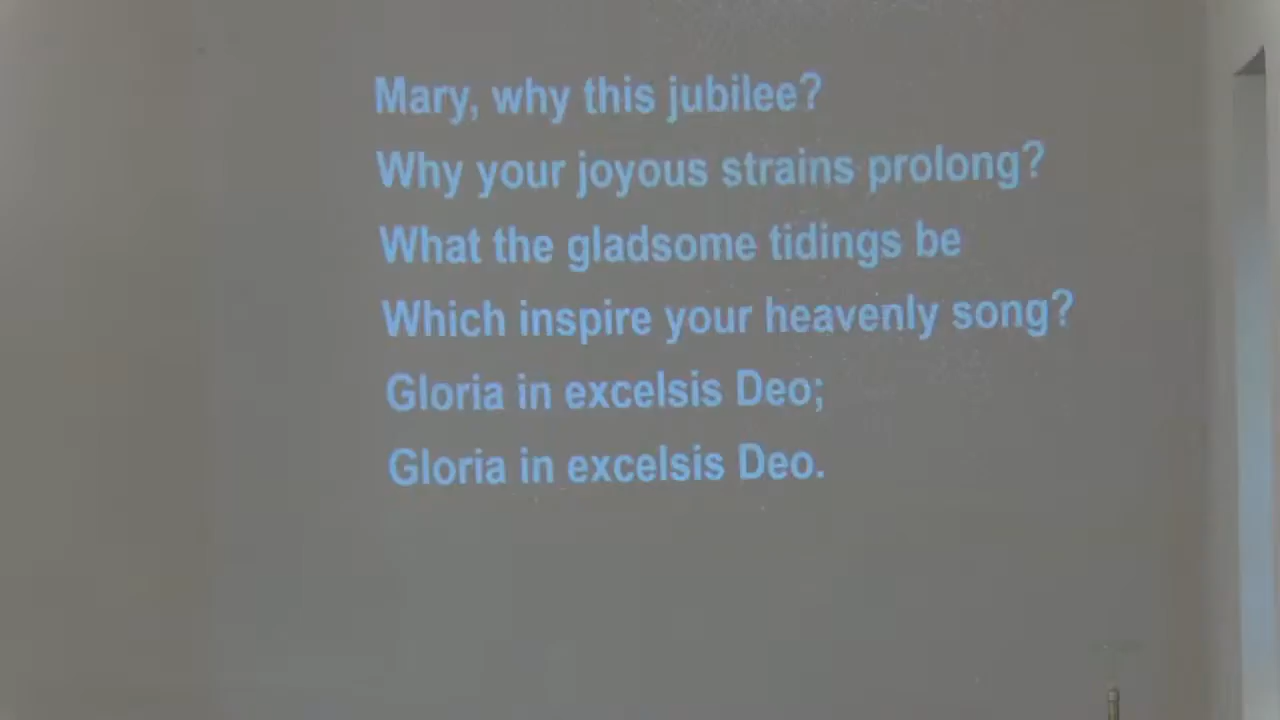 Mary, why this jubilee?
Why your joyous strains prolong?
What the gladsome tidings be
Which inspire your heavenly song?
Gloria in excelsis Deo;
Gloria in excelsis Deo.